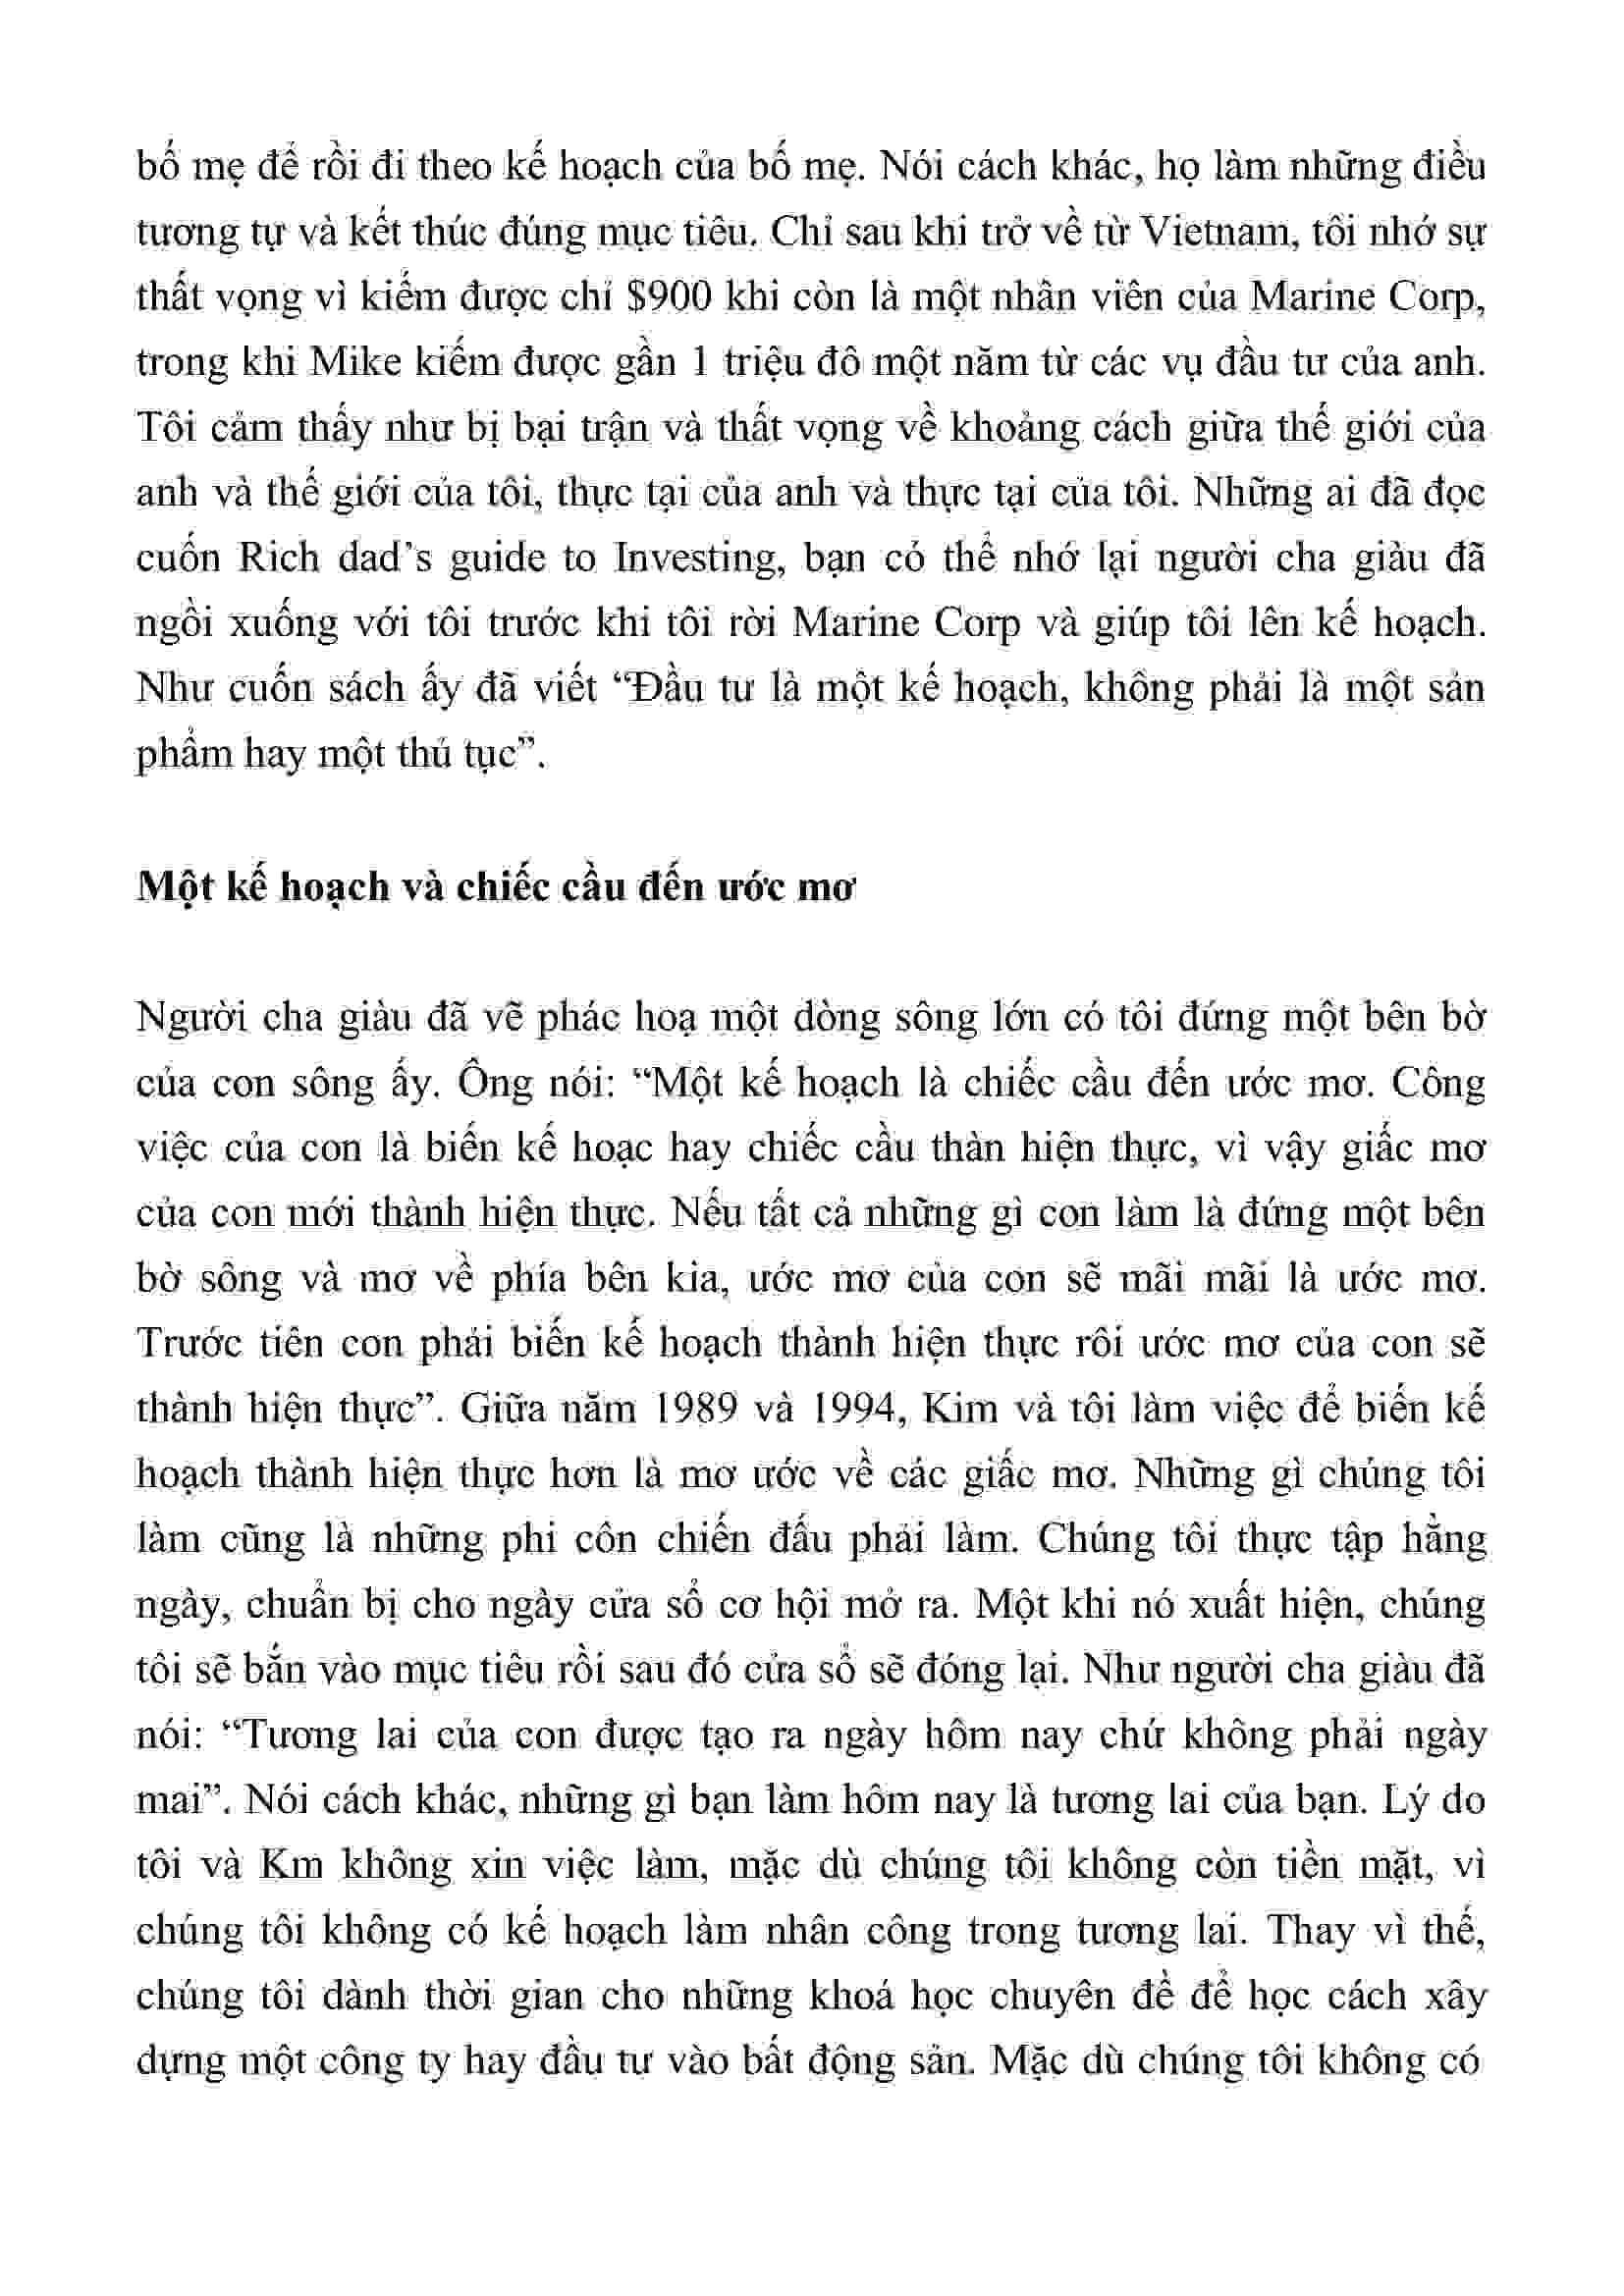 bố mẹ để rồi đi theo kế hoạch của bố mẹ. Nói cách khác, họ làm những điều
tương tự và kết thúc đúng mục tiêu. Chỉ sau khi trở về từ Vietnam, tôi nhớ sự
thất vọng vì kiếm được chỉ $900 khi còn là một nhân viên của Marine Corp,
trong khi Mike kiếm được gần 1 triệu đô một năm từ các vụ đầu tư của anh.
Tôi cảm thấy như bị bại trận và thất vọng về khoảng cách giữa thế giới của
anh và thế giới của tôi, thực tại của anh và thực tại của tôi. Những ai đã đọc
cuốn Rich dad’s guide to Investing, bạn có thể nhớ lại người cha giàu đã
ngồi xuống với tôi trước khi tôi rời Marine Corp và giúp tôi lên kế hoạch.
Như cuốn sách ấy đã viết “Đầu tư là một kế hoạch, không phải là một sản
phẩm hay một thủ tục”.
Một kế hoạch và chiếc cầu đến ước mơ
Người cha giàu đã vẽ phác hoạ một dòng sông lớn có tôi đứng một bên bờ
của con sông ấy. Ông nói: “Một kế hoạch là chiếc cầu đến ước mơ. Công
việc của con là biến kế hoạc hay chiếc cầu thàn hiện thực, vì vậy giấc mơ
của con mới thành hiện thực. Nếu tất cả những gì con làm là đứng một bên
bờ sông và mơ về phía bên kia, ước mơ của con sẽ mãi mãi là ước mơ.
Trước tiên con phải biến kế hoạch thành hiện thực rôi ước mơ của con sẽ
thành hiện thực”. Giữa năm 1989 và 1994, Kim và tôi làm việc để biến kế
hoạch thành hiện thực hơn là mơ ước về các giấc mơ. Những gì chúng tôi
làm cũng là những phi côn chiến đấu phải làm. Chúng tôi thực tập hằng
ngày, chuẩn bị cho ngày cửa sổ cơ hội mở ra. Một khi nó xuất hiện, chúng
tôi sẽ bắn vào mục tiêu rồi sau đó cửa sổ sẽ đóng lại. Như người cha giàu đã
nói: “Tương lai của con được tạo ra ngày hôm nay chứ không phải ngày
mai”. Nói cách khác, những gì bạn làm hôm nay là tương lai của bạn. Lý do
tôi và Km không xin việc làm, mặc dù chúng tôi không còn tiền mặt, vì
chúng tôi không có kế hoạch làm nhân công trong tương lai. Thay vì thế,
chúng tôi dành thời gian cho những khoá học chuyên đề để học cách xây
dựng một công ty hay đầu tư vào bất động sản. Mặc dù chúng tôi không có